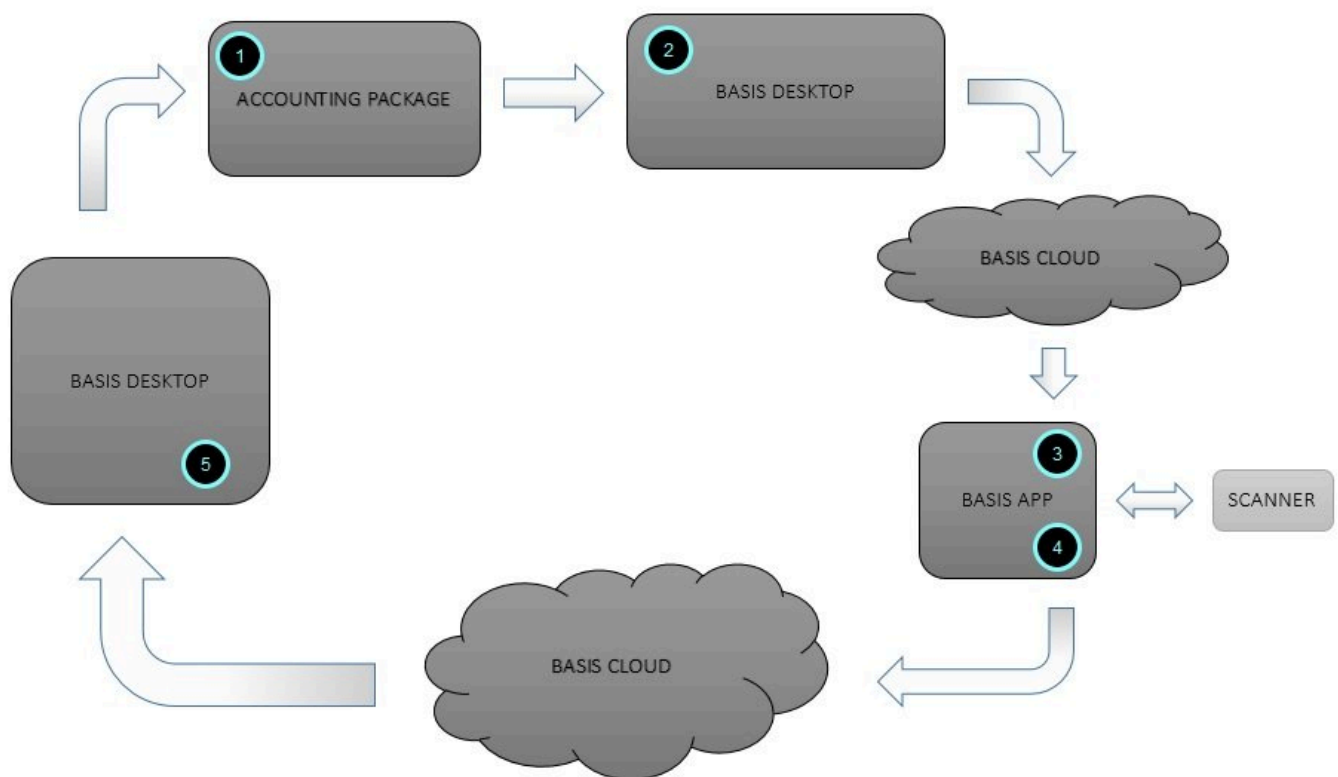 1
ACCOUNTING PACKAGE
2
BASIS DESKTOP
BASIS CLOUD
3
BASIS APP
4
SCANNER
BASIS CLOUD
BASIS DESKTOP
5